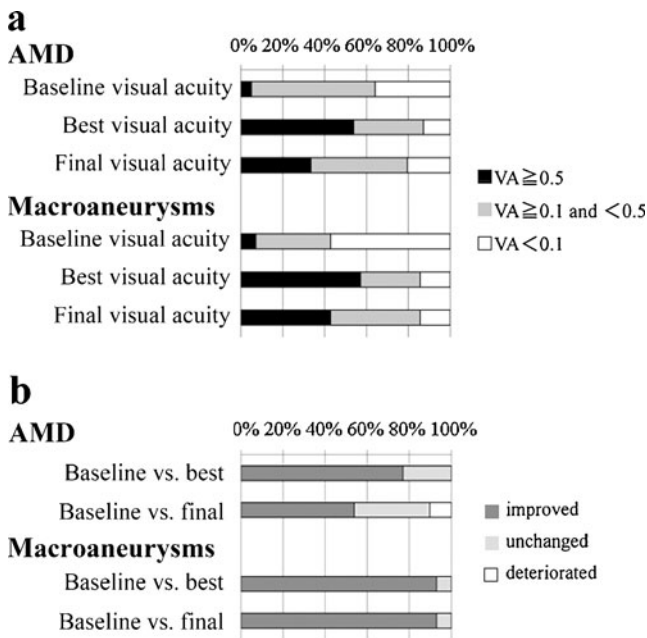 a
AMD
0% 20% 40% 60% 80% 100%
Baseline visual acuity
Best visual acuity
Final visual acuity
Macroaneurysms
Baseline visual acuity
Best visual acuity
Final visual acuity
VA≧0.5
VA≧0.1 and <0.5
VA<0.1
b
AMD
0% 20% 40% 60% 80% 100%
Baseline vs. best
Baseline vs. final
Macroaneurysms
Baseline vs. best
Baseline vs. final
improved
unchanged
deteriorated